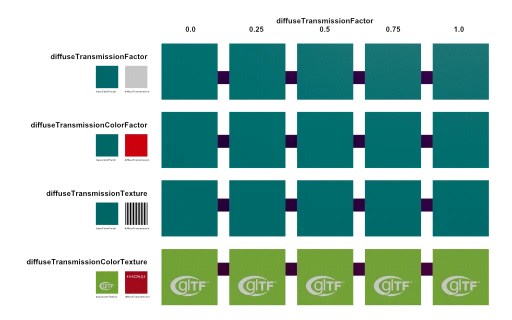 diffuseTransmissionFactor
0.0 0.25 0.5 0.75 1.0
diffuseTransmissionFactor
diffuseTransmissionColorFactor
diffuseTransmissionTexture
diffuseTransmissionColorTexture
glTF glTF glTF glTF glTF glTF